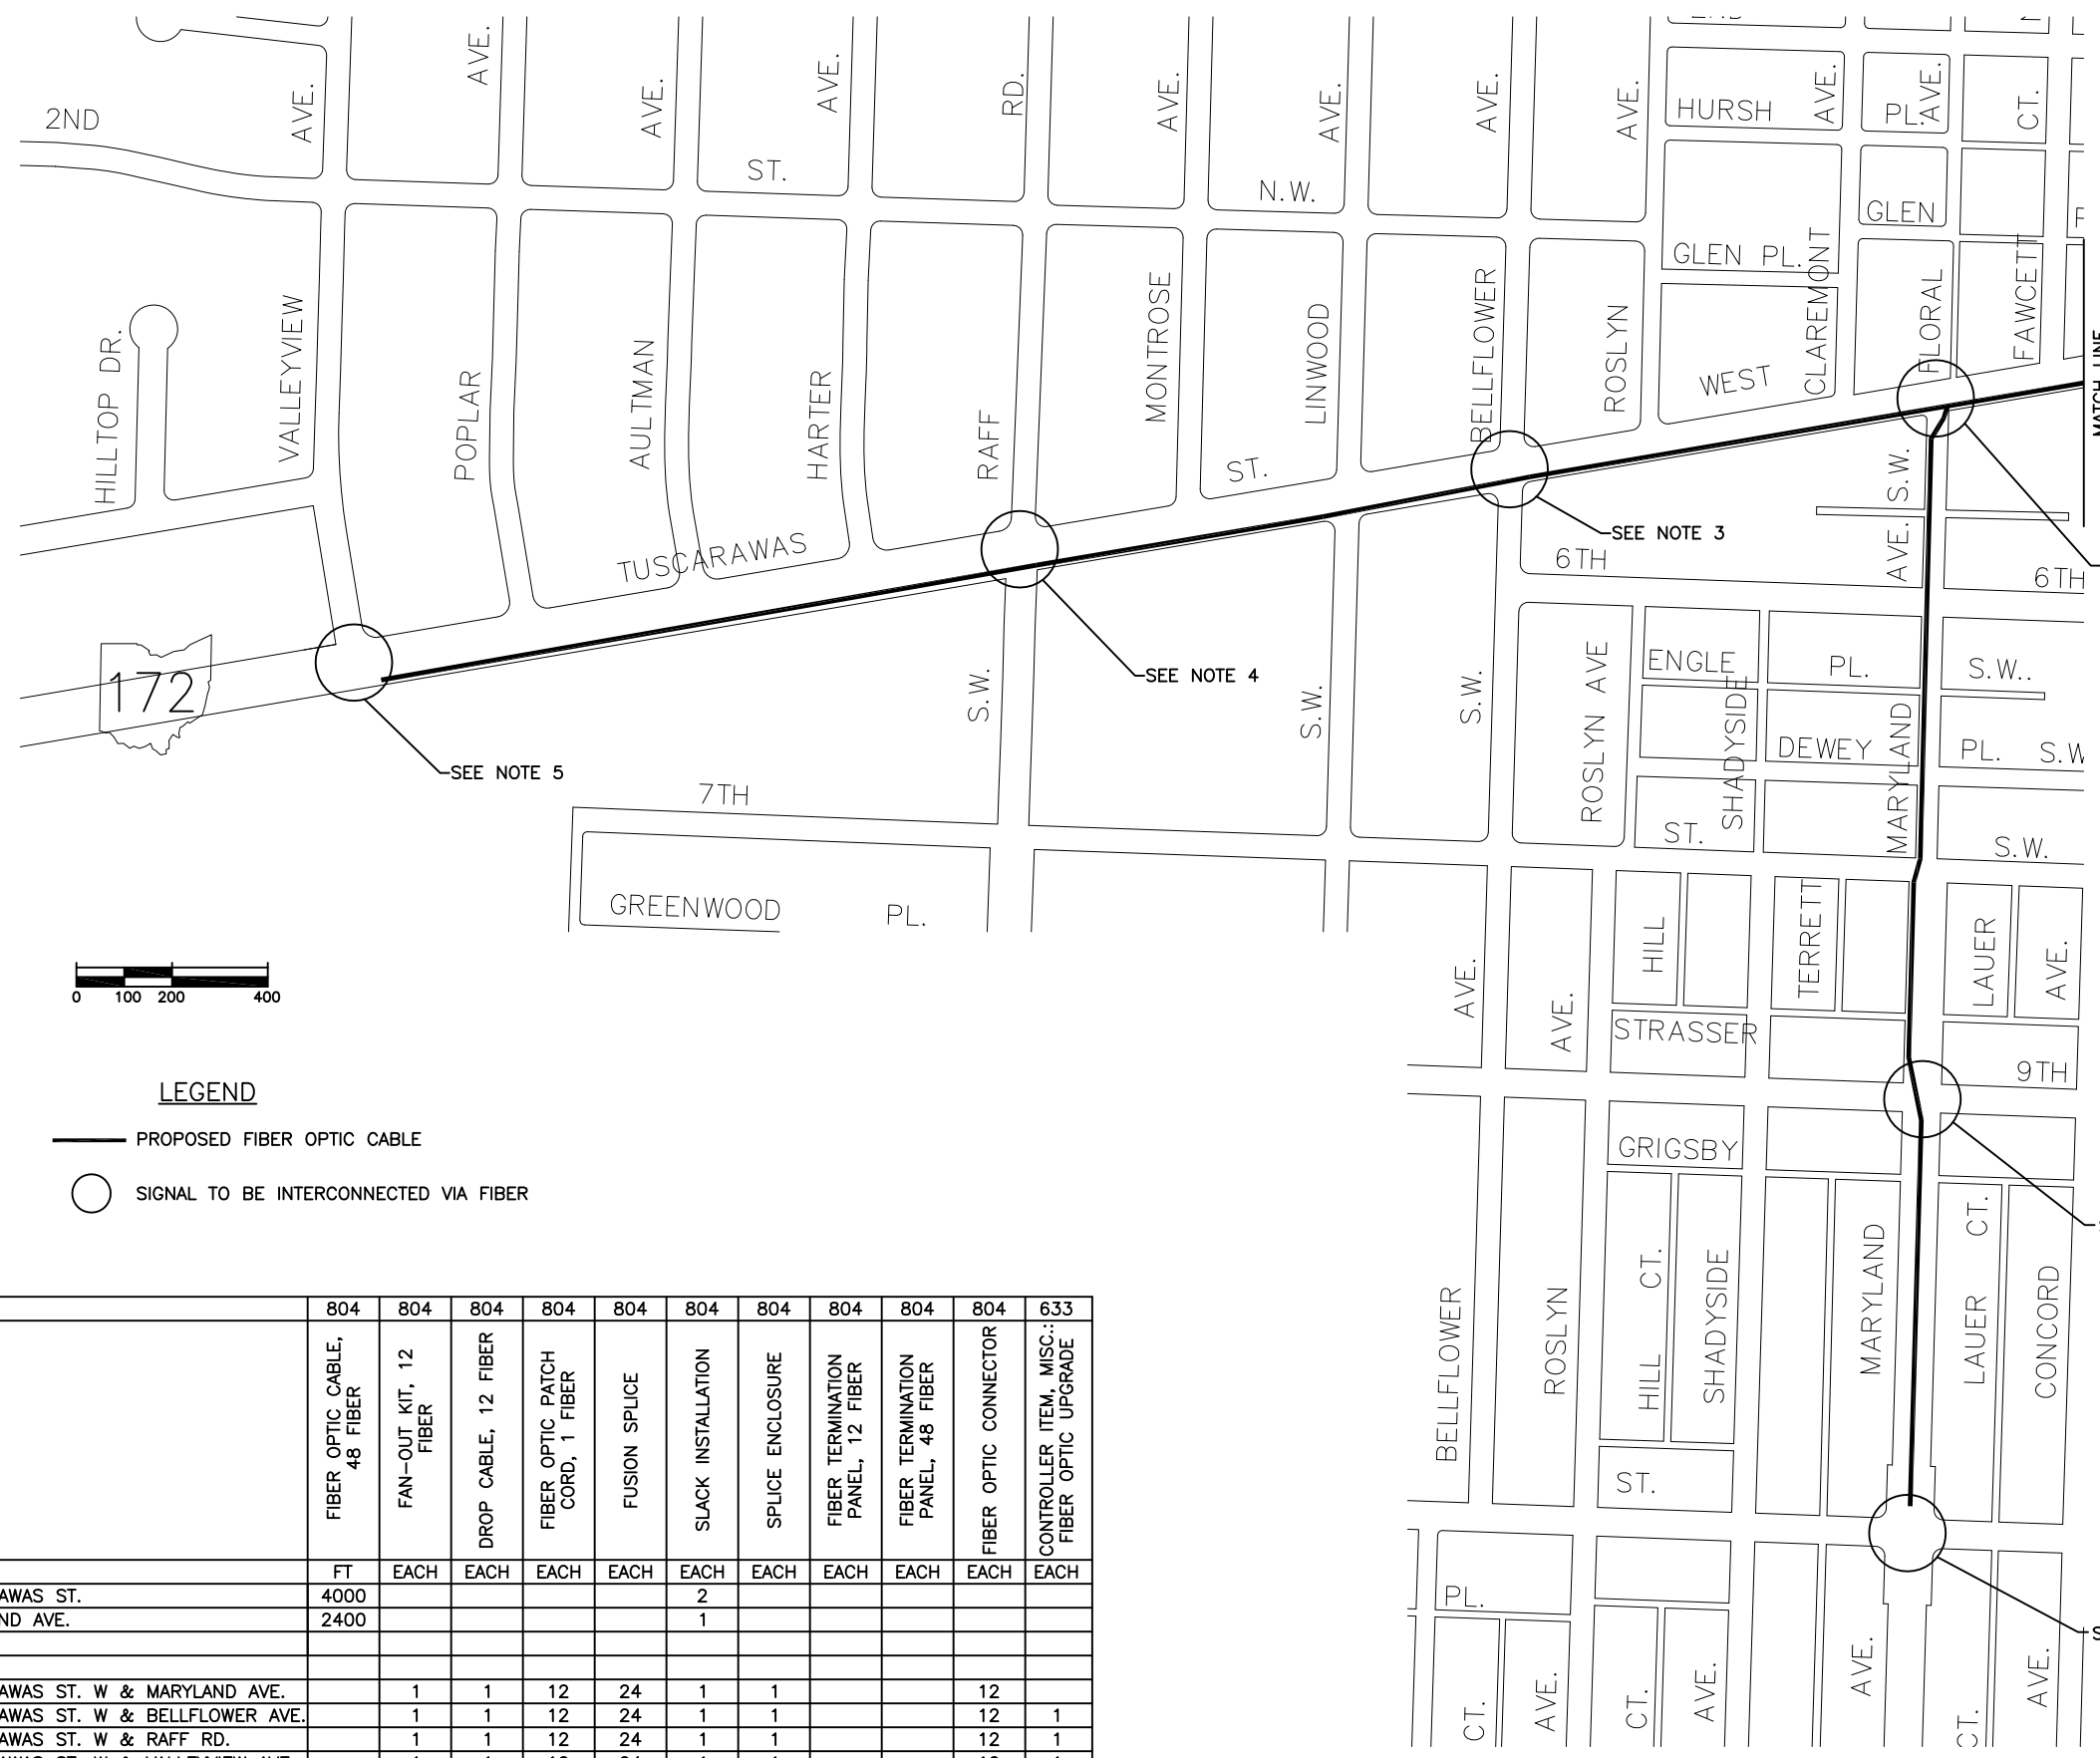 2ND
AVE.
AVE.
AVE.
AVE.
RD.
AVE.
AVE.
AVE.
AVE.
HURSH
AVE.
PL.
AVE.
CT.
ST.
N.W.
GLEN
GLEN PL.
HILLTOP DR.
VALLEYVIEW
POPLAR
AULTMAN
HARTER
RAFF
MONTROSE
LINWOOD
BELLFLOWER
ROSLYN
WEST
CLAREMONT
FLORAL
FAWCETT
MATCH LINE
ST.
TUSCARAWAS
S.W.
AVE.
SEE NOTE 3
6TH
6TH
172
SEE NOTE 4
SEE NOTE 5
S.W.
S.W.
S.W.
ROSLYN AVE
ENGLE
PL.
S.W..
SHADYSIDE
DEWEY
MARYLAND
PL.
S.W
7TH
ST.
S.W.
GREENWOOD
PL.
AVE.
AVE.
HILL
TERRETT
LAUER
AVE.
STRASSER
9TH
0 100 200 400
LEGEND
PROPOSED FIBER OPTIC CABLE
SIGNAL TO BE INTERCONNECTED VIA FIBER
GRIGSBY
BELLFLOWER
ROSLYN
HILL CT.
SHADYSIDE
MARYLAND
LAUER CT.
CONCORD
ST.
PL.
CT.
AVE.
CT.
AVE.
AVE.
CT.
AVE.
804 804 804 804 804 804 804 804 804 804 633
FIBER OPTIC CABLE,
48 FIBER
FAN-OUT KIT, 12
FIBER
DROP CABLE, 12 FIBER
FIBER OPTIC PATCH
CORD, 1 FIBER
FUSION SPLICE
SLACK INSTALLATION
SPLICE ENCLOSURE
FIBER TERMINATION
PANEL, 12 FIBER
FIBER TERMINATION
PANEL, 48 FIBER
FIBER OPTIC CONNECTOR
CONTROLLER ITEM, MISC.:
FIBER OPTIC UPGRADE
FT EACH EACH EACH EACH EACH EACH EACH EACH EACH EACH
AWAS ST. 4000 2
ND AVE. 2400 1
AWAS ST. W & MARYLAND AVE. 1 1 12 24 1 1 12
AWAS ST. W & BELLFLOWER AVE. 1 1 12 24 1 1 12 1
AWAS ST. W & RAFF RD. 1 1 12 24 1 1 12 1